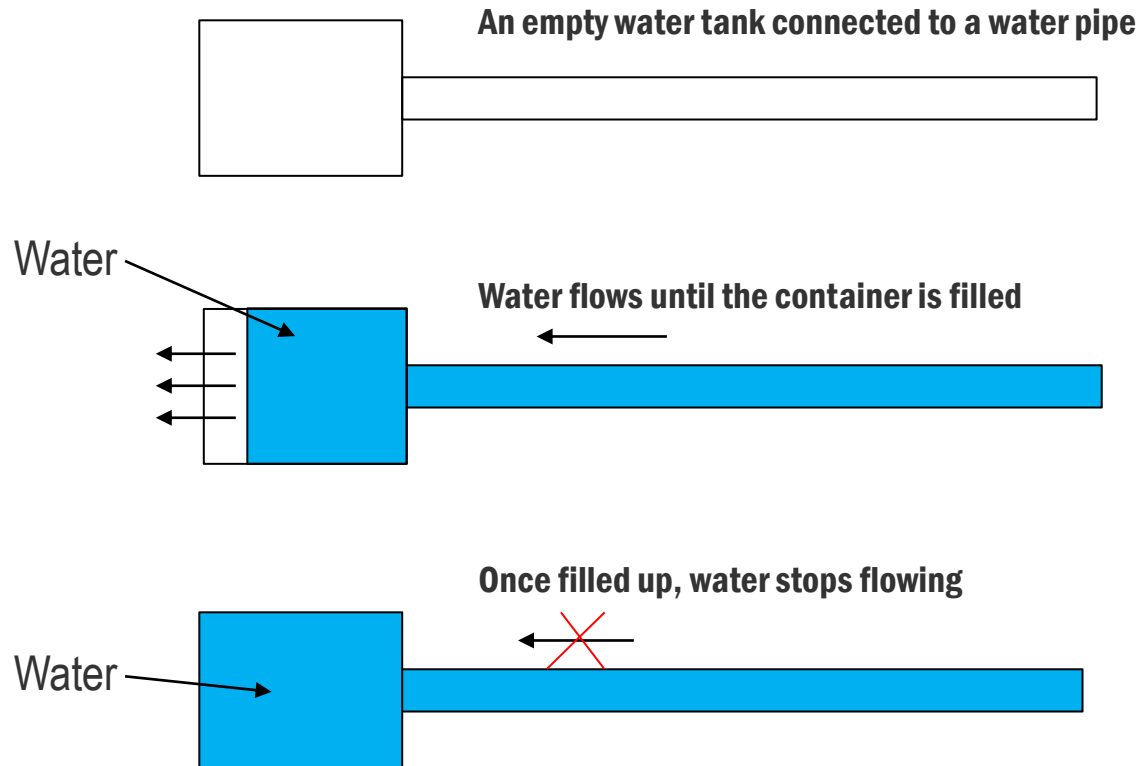 An empty water tank connected to a water pipe
Water
Water flows until the container is filled
Once filled up, water stops flowing
Water